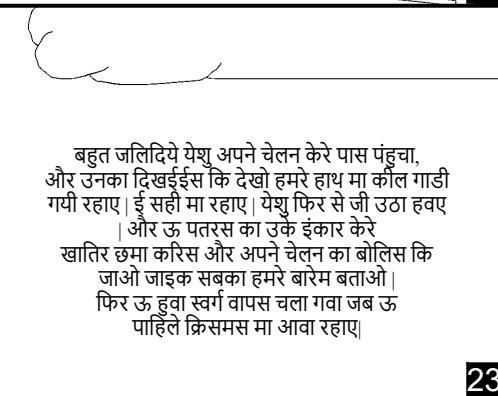 बहुत जलिदिये येशु अपने चेलन केरे पास पंहुचा,
और उनका दिखईईस कि देखो हमरे हाथ मा कील गाडी
गयी रहाए | ई सही मा रहाए | येशु फिर से जी उठा हवए
| और ऊ पतरस का उके इंकार केरे
खातिर छमा करिस और अपने चेलन का बोलिस कि
जाओ जाइक सबका हमरे बारेम बताओ |
फिर ऊ हुवा स्वर्ग वापस चला गवा जब ऊ
पाहिले क्रिसमस मा आवा रहाए|
23